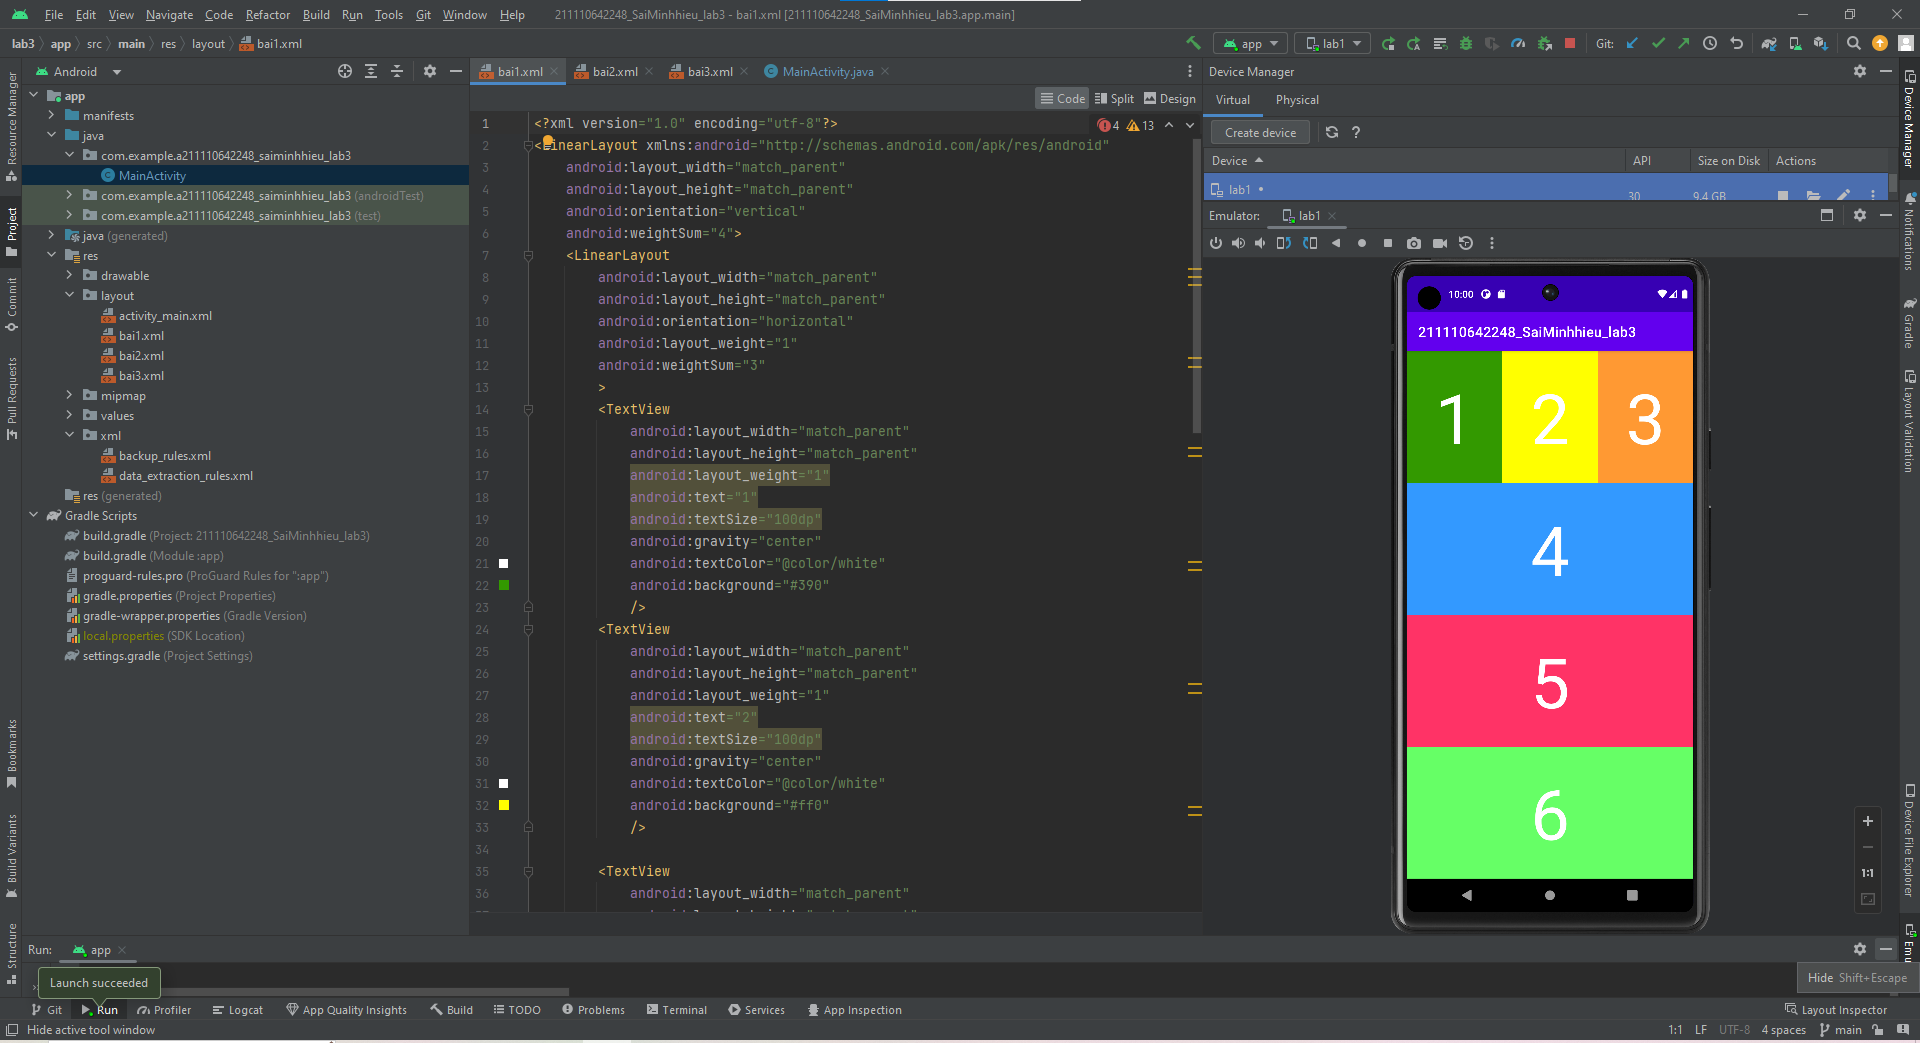 File Edit View Navigate Code Refactor Build Run Tools Git Window Help 211110642248_SaiMinhhieu_lab3 - bai1.xml [211110642248_SaiMinhhieu_lab3.app.main]
lab3 app src main res layout bai1.xml app lab1 Git:
Android bai1.xml bai2.xml bai3.xml MainActivity.java Device Manager
Code Split Design Virtual Physical
Create device ?
Device API Size on Disk Actions
lab1 30 9.4 GB
Emulator: lab1
Resource Manager
Project
Commit
Pull Requests
Bookmarks
Build Variants
Structure
app
manifests
java
com.example.a211110642248_saiminhhieu_lab3
MainActivity
com.example.a211110642248_saiminhhieu_lab3 (androidTest)
com.example.a211110642248_saiminhhieu_lab3 (test)
java (generated)
res
drawable
layout
activity_main.xml
bai1.xml
bai2.xml
bai3.xml
mipmap
values
xml
backup_rules.xml
data_extraction_rules.xml
res (generated)
Gradle Scripts
build.gradle (Project: 211110642248_SaiMinhhieu_lab3)
build.gradle (Module :app)
proguard-rules.pro (ProGuard Rules for ":app")
gradle.properties (Project Properties)
gradle-wrapper.properties (Gradle Version)
local.properties (SDK Location)
settings.gradle (Project Settings)
1 <?xml version="1.0" encoding="utf-8"?> 4 13
2 <LinearLayout xmlns:android="http://schemas.android.com/apk/res/android"
3 android:layout_width="match_parent"
4 android:layout_height="match_parent"
5 android:orientation="vertical"
6 android:weightSum="4">
7 <LinearLayout
8 android:layout_width="match_parent"
9 android:layout_height="match_parent"
10 android:orientation="horizontal"
11 android:layout_weight="1"
12 android:weightSum="3"
13 >
14 <TextView
15 android:layout_width="match_parent"
16 android:layout_height="match_parent"
17 android:layout_weight="1"
18 android:text="1"
19 android:textSize="100dp"
20 android:gravity="center"
21 android:textColor="@color/white"
22 android:background="#390"
23 />
24 <TextView
25 android:layout_width="match_parent"
26 android:layout_height="match_parent"
27 android:layout_weight="1"
28 android:text="2"
29 android:textSize="100dp"
30 android:gravity="center"
31 android:textColor="@color/white"
32 android:background="#ff0"
33 />
34
35 <TextView
36 android:layout_width="match_parent"
10:00
211110642248_SaiMinhhieu_lab3
1 2 3
4
5
6
1:1
Device Manager
Notifications
Gradle
Layout Validation
Device File Explorer
Emu
Run: app
Launch succeeded
Hide Shift+Escape
Git Run Profiler Logcat App Quality Insights Build TODO Problems Terminal Services App Inspection Layout Inspector
Hide active tool window 1:1 LF UTF-8 4 spaces main